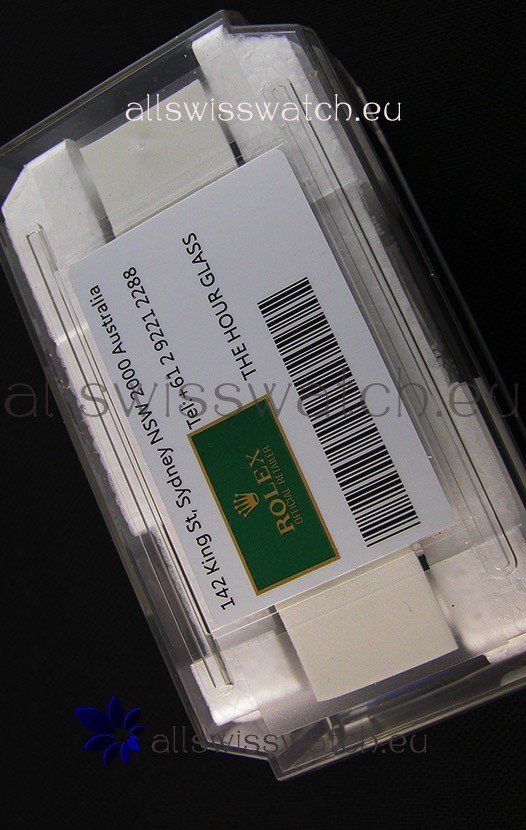 allswisswatch.eu
THE HOUR GLASS
Tel: +61 2 9221 2288
142 King St, Sydney NSW 2000 Australia
ROLEX
OFFICIAL RETAILER
allswisswatch.eu
allswisswatch.eu